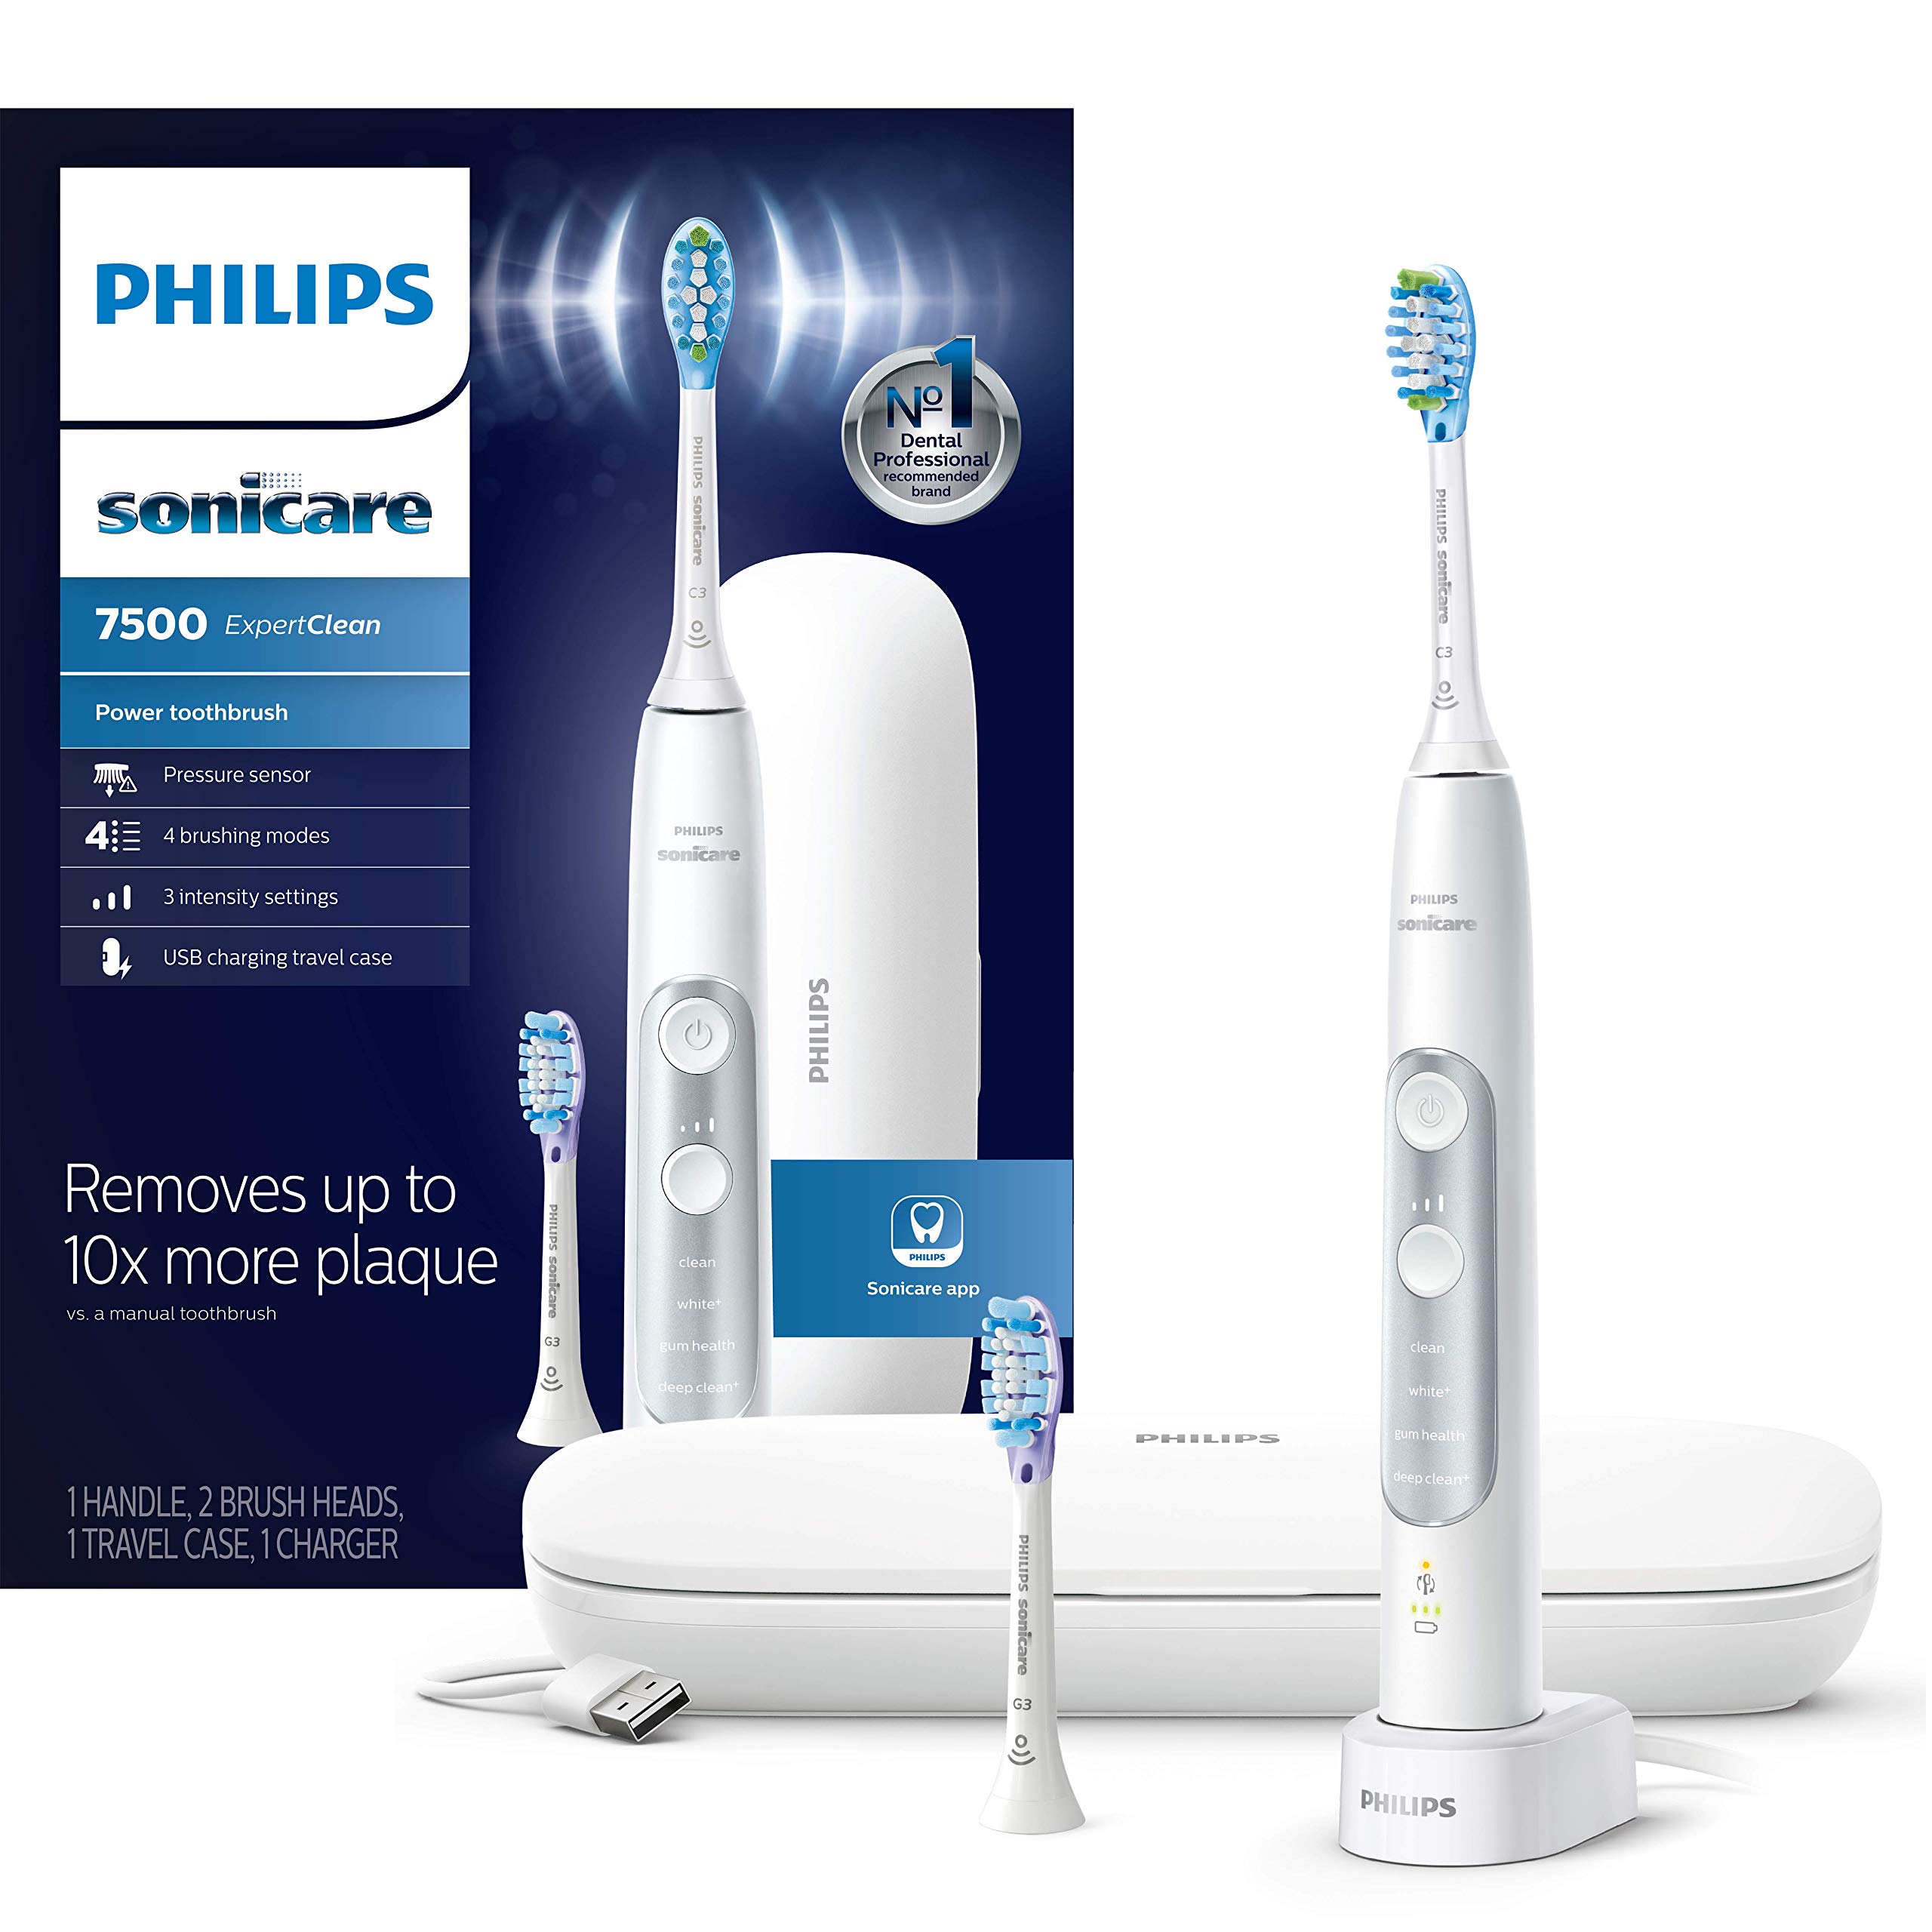 PHILIPS
sonicare
7500 ExpertClean
Power toothbrush
Pressure sensor
4 4 brushing modes
3 intensity settings
USB charging travel case
Removes up to
10x more plaque
vs. a manual toothbrush
1 HANDLE, 2 BRUSH HEADS,
1 TRAVEL CASE, 1 CHARGER
Nº1
Dental
Professional
recommended
brand
PHILIPS sonicare
C3
PHILIPS
sonicare
clean
white+
gum health
deep clean+
PHILIPS
PHILIPS sonicare
G3
PHILIPS
Sonicare app
PHILIPS
PHILIPS sonicare
G3
PHILIPS sonicare
C3
PHILIPS
sonicare
clean
white+
gum health
deep clean+
PHILIPS